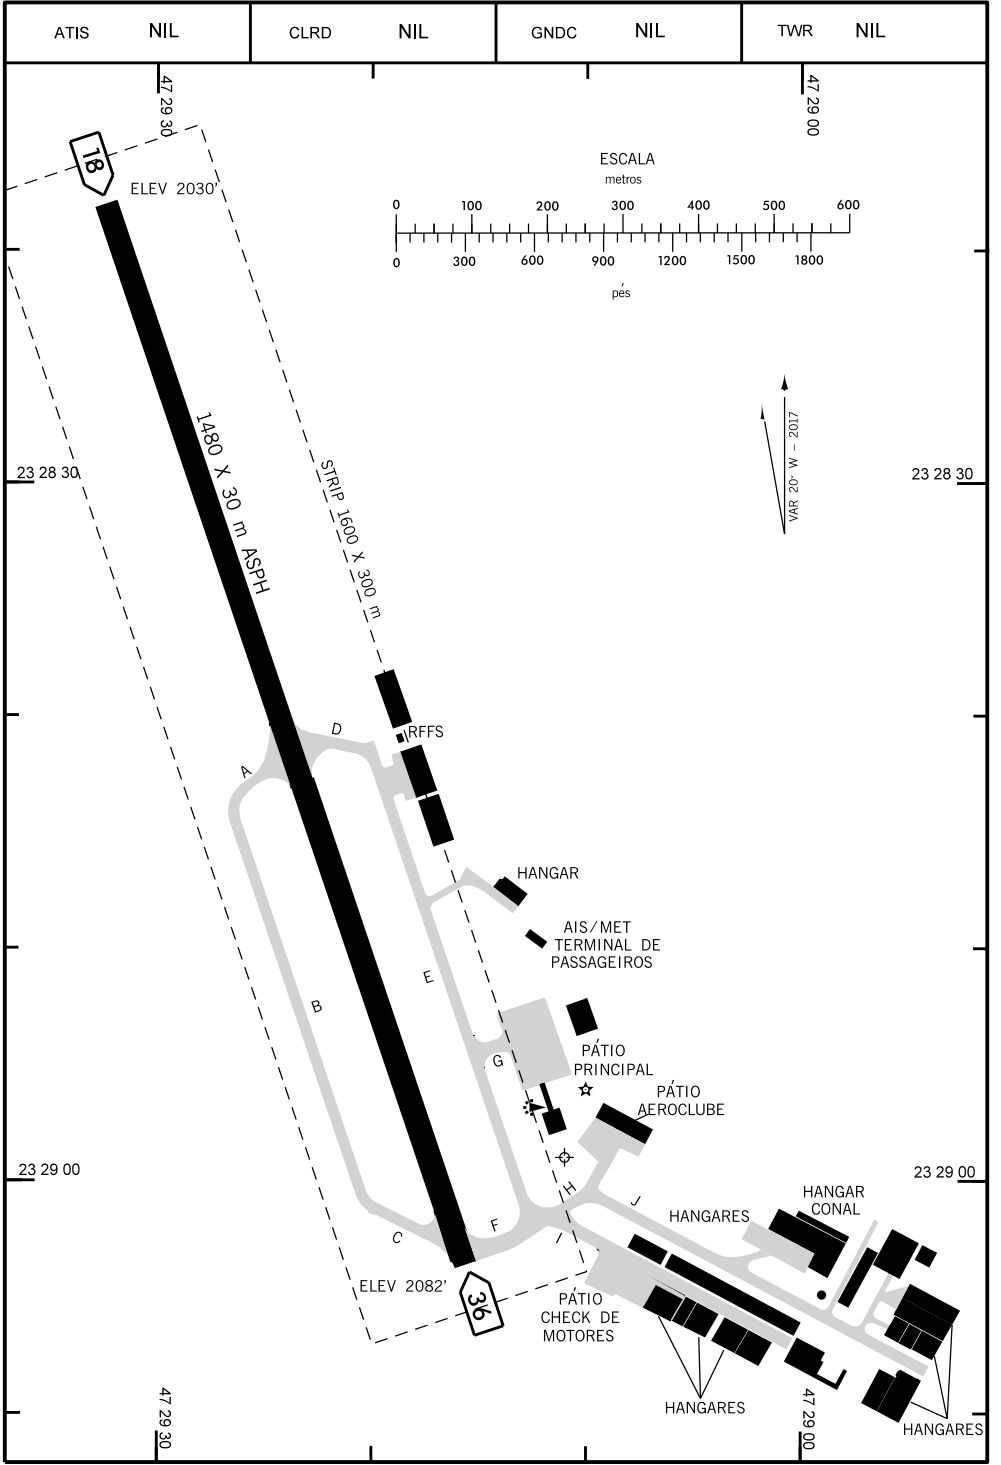 ATIS NIL CLRD NIL GNDC NIL TWR NIL
47 29 30
47 29 00
18
ELEV 2030'
ESCALA
metros
0 100 200 300 400 500 600
0 300 600 900 1200 1500 1800
pés
VAR 20° W - 2017
23 28 30
23 28 30
1480 X 30 m ASPH
STRIP 1600 X 300 m
D
RFFS
A
HANGAR
AIS/MET
TERMINAL DE
PASSAGEIROS
E
B
G
PÁTIO
PRINCIPAL
PÁTIO
AEROCLUBE
23 29 00
23 29 00
H
J
HANGARES
HANGAR
CONAL
F
C
I
ELEV 2082'
36
PÁTIO
CHECK DE
MOTORES
HANGARES
HANGARES
47 29 30
47 29 00